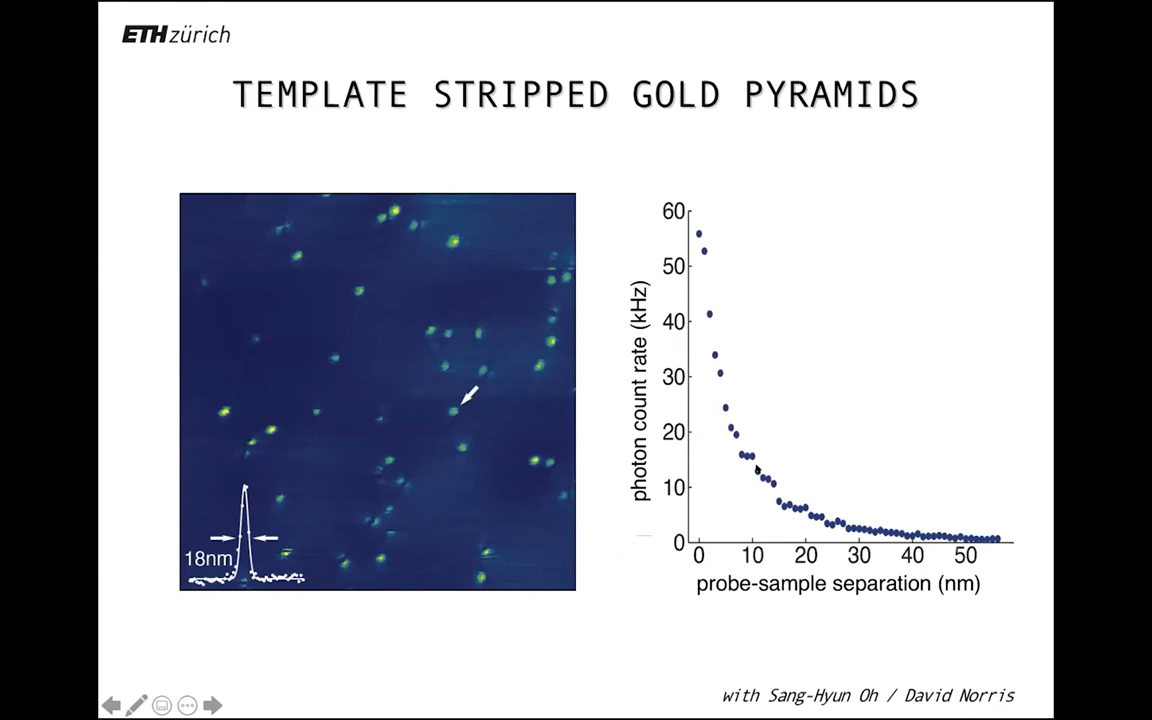 ETH zürich
TEMPLATE STRIPPED GOLD PYRAMIDS
18nm
photon count rate (kHz)
60
50
40
30
20
10
0
0 10 20 30 40 50
probe-sample separation (nm)
with Sang-Hyun Oh / David Norris